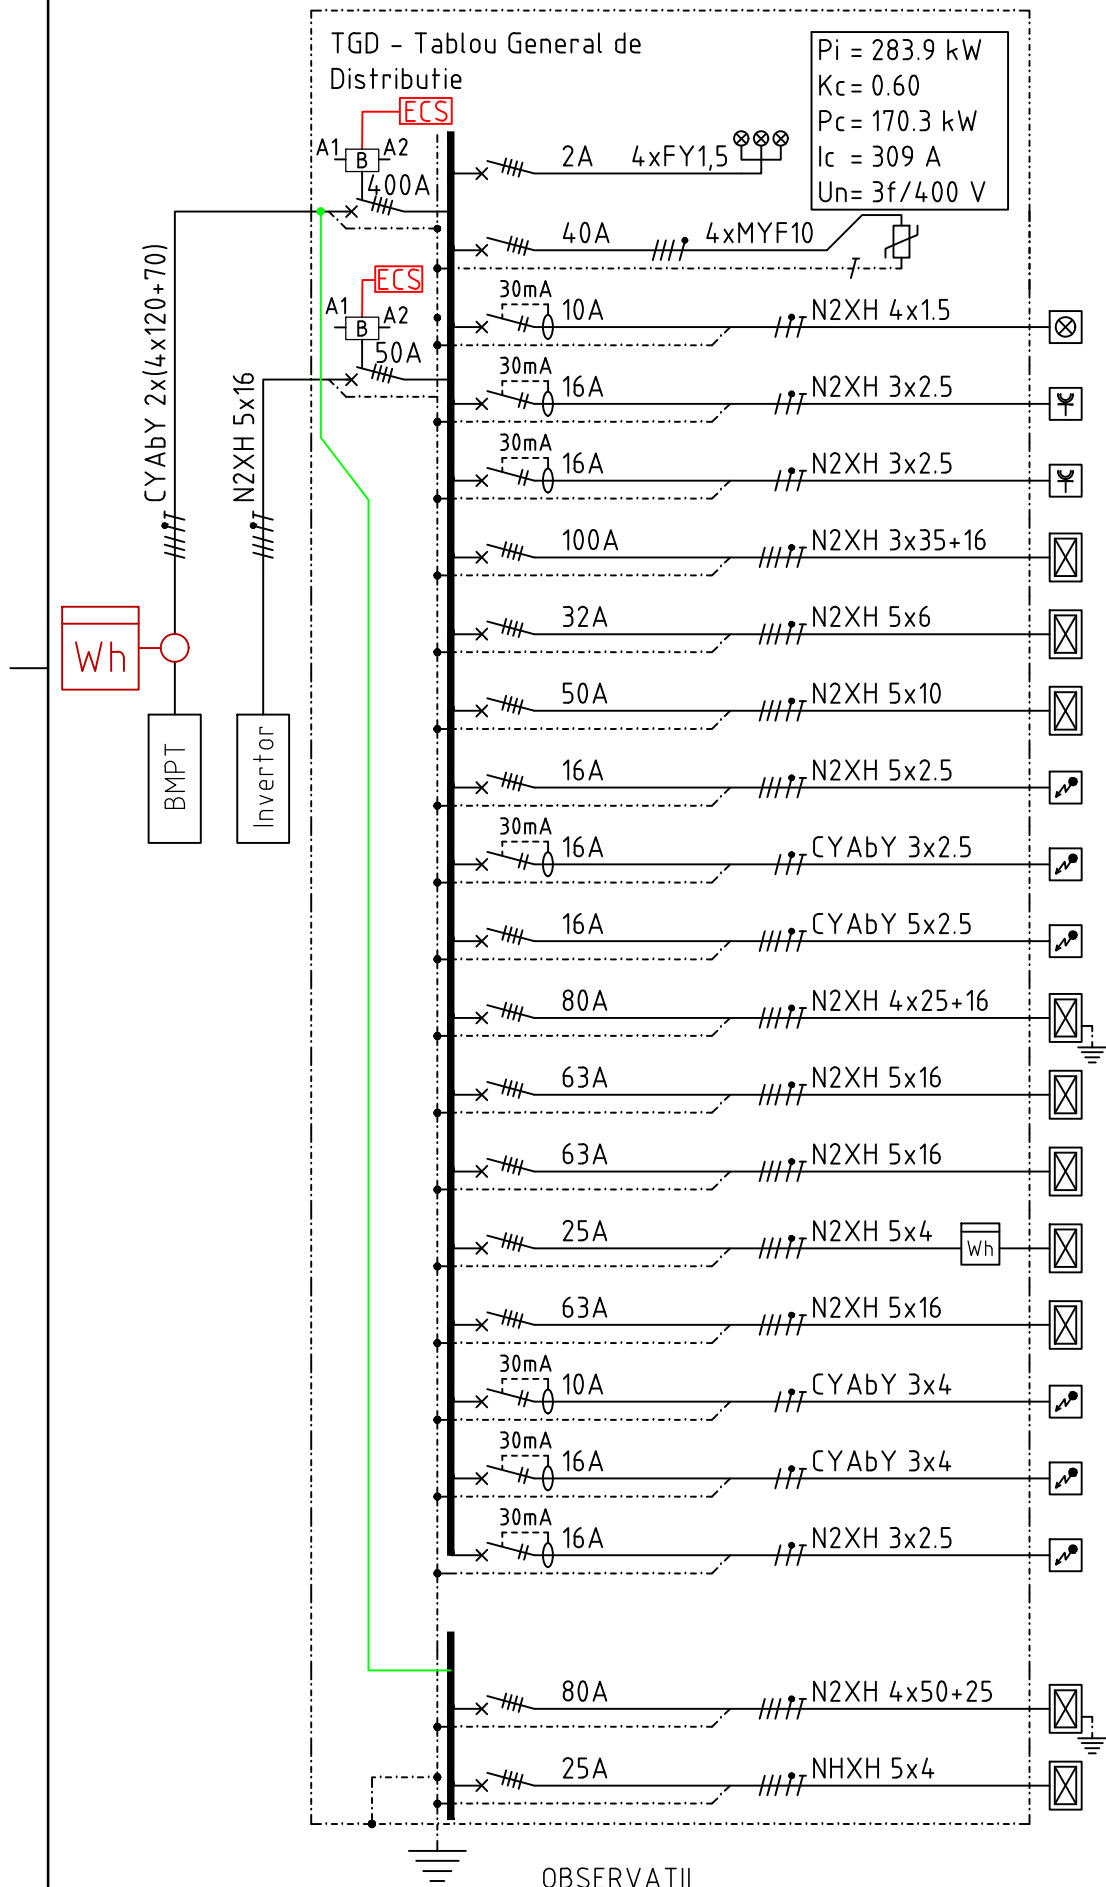 TGD - Tablou General de
Distributie
Pi = 283.9 kW
Kc= 0.60
Pc= 170.3 kW
Ic = 309 A
Un= 3f/400 V
ECS
A1 B A2
400A
2A 4xFY1,5
40A 4xMYF10
ECS
A1 B A2
50A
CYAbY 2x(4x120+70)
N2XH 5x16
Wh
BMPT
Invertor
30mA
10A N2XH 4x1.5
30mA
16A N2XH 3x2.5
30mA
16A N2XH 3x2.5
100A N2XH 3x35+16
32A N2XH 5x6
50A N2XH 5x10
16A N2XH 5x2.5
30mA
16A CYAbY 3x2.5
16A CYAbY 5x2.5
80A N2XH 4x25+16
63A N2XH 5x16
63A N2XH 5x16
25A N2XH 5x4 Wh
63A N2XH 5x16
30mA
10A CYAbY 3x4
30mA
16A CYAbY 3x4
30mA
16A N2XH 3x2.5
80A N2XH 4x50+25
25A NHXH 5x4
OBSERVATII